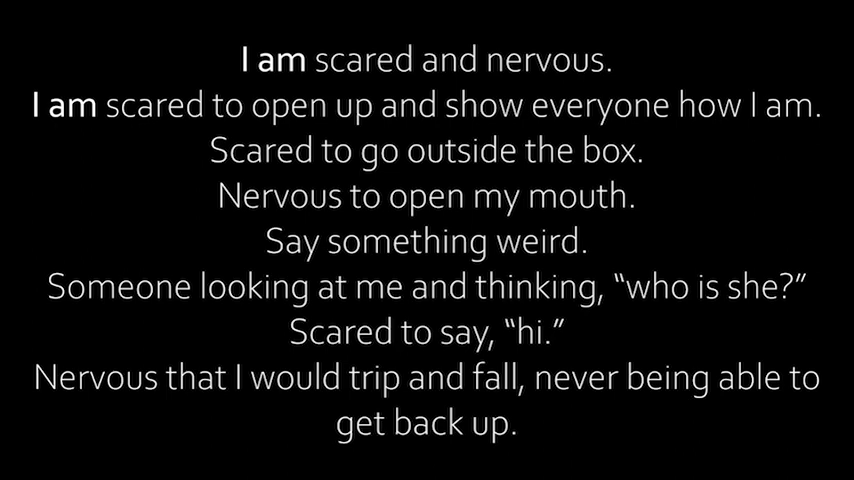 I am scared and nervous.
I am scared to open up and show everyone how I am.
Scared to go outside the box.
Nervous to open my mouth.
Say something weird.
Someone looking at me and thinking, “who is she?”
Scared to say, “hi.”
Nervous that I would trip and fall, never being able to
get back up.